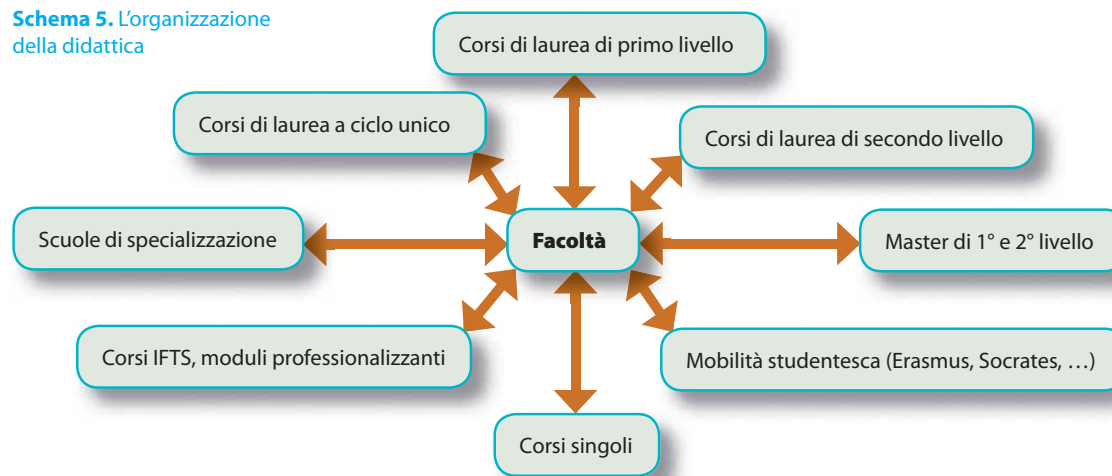 Schema 5. L'organizzazione
della didattica
Corsi di laurea di primo livello
Corsi di laurea a ciclo unico
Corsi di laurea di secondo livello
Scuole di specializzazione
Facoltà
Master di 1° e 2° livello
Corsi IFTS, moduli professionalizzanti
Mobilità studentesca (Erasmus, Socrates, …)
Corsi singoli